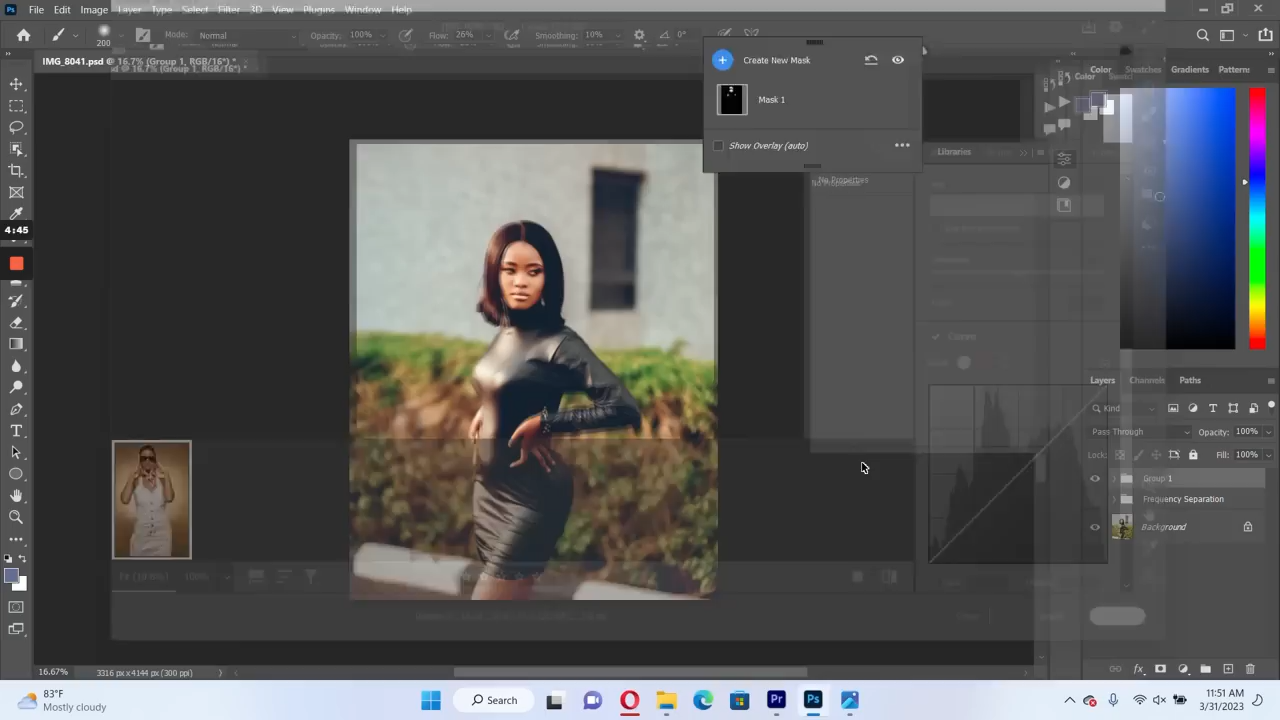 File Edit Image Layer Type Select Filter 3D View Plugins Window Help
200 Mode: Normal Opacity: 100% Flow: 26% Smoothing: 10% 0°
IMG_8041.psd @ 16.7% (Group 1, RGB/16*) *
Create New Mask
Mask 1
Show Overlay (auto)
Color Swatches Gradients Patterns
Libraries
No Properties
4:45
Layers Channels Paths
Kind
Pass Through Opacity: 100%
Lock: Fill: 100%
Group 1
Frequency Separation
Background
16.67% 3316 px x 4144 px (300 ppi)
83°F
Mostly cloudy
Search
11:51 AM
3/31/2023